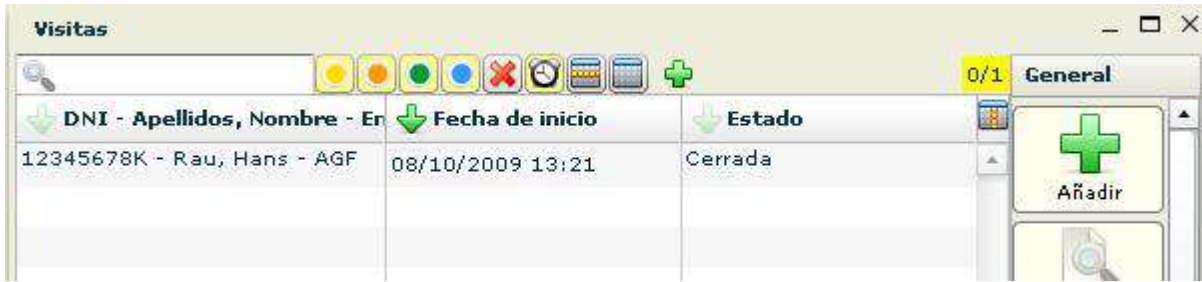 Visitas
0/1
General
DNI - Apellidos, Nombre - Er
Fecha de inicio
Estado
12345678K - Rau, Hans - AGF
08/10/2009 13:21
Cerrada
Añadir